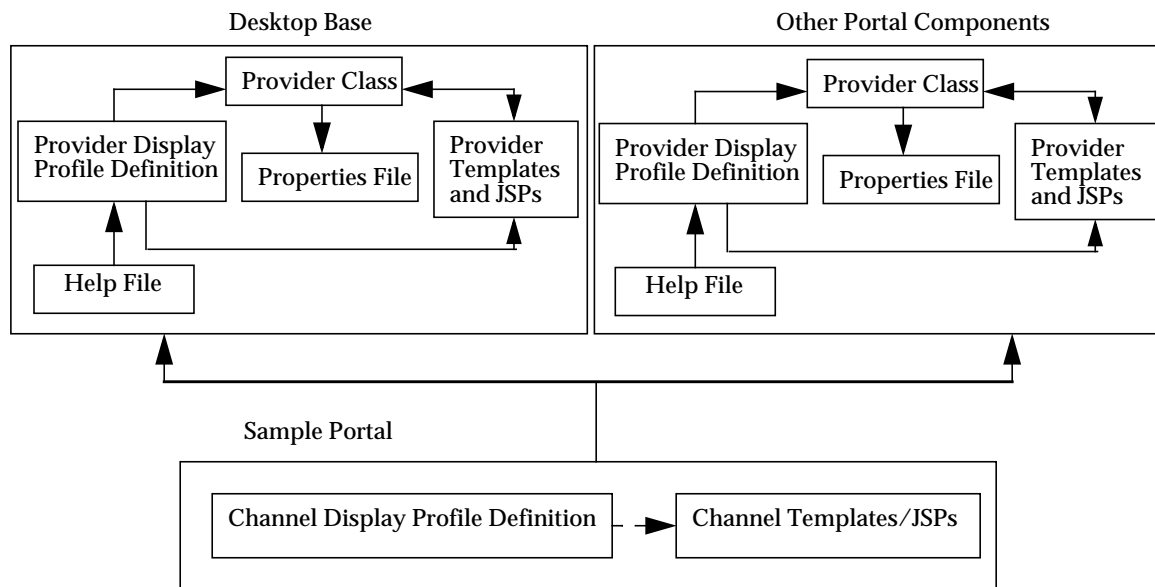 Desktop Base
Provider Class
Provider Display
Profile Definition
Properties File
Provider
Templates
and JSPs
Help File
Other Portal Components
Provider Class
Provider Display
Profile Definition
Properties File
Provider
Templates
and JSPs
Help File
Sample Portal
Channel Display Profile Definition
Channel Templates/JSPs